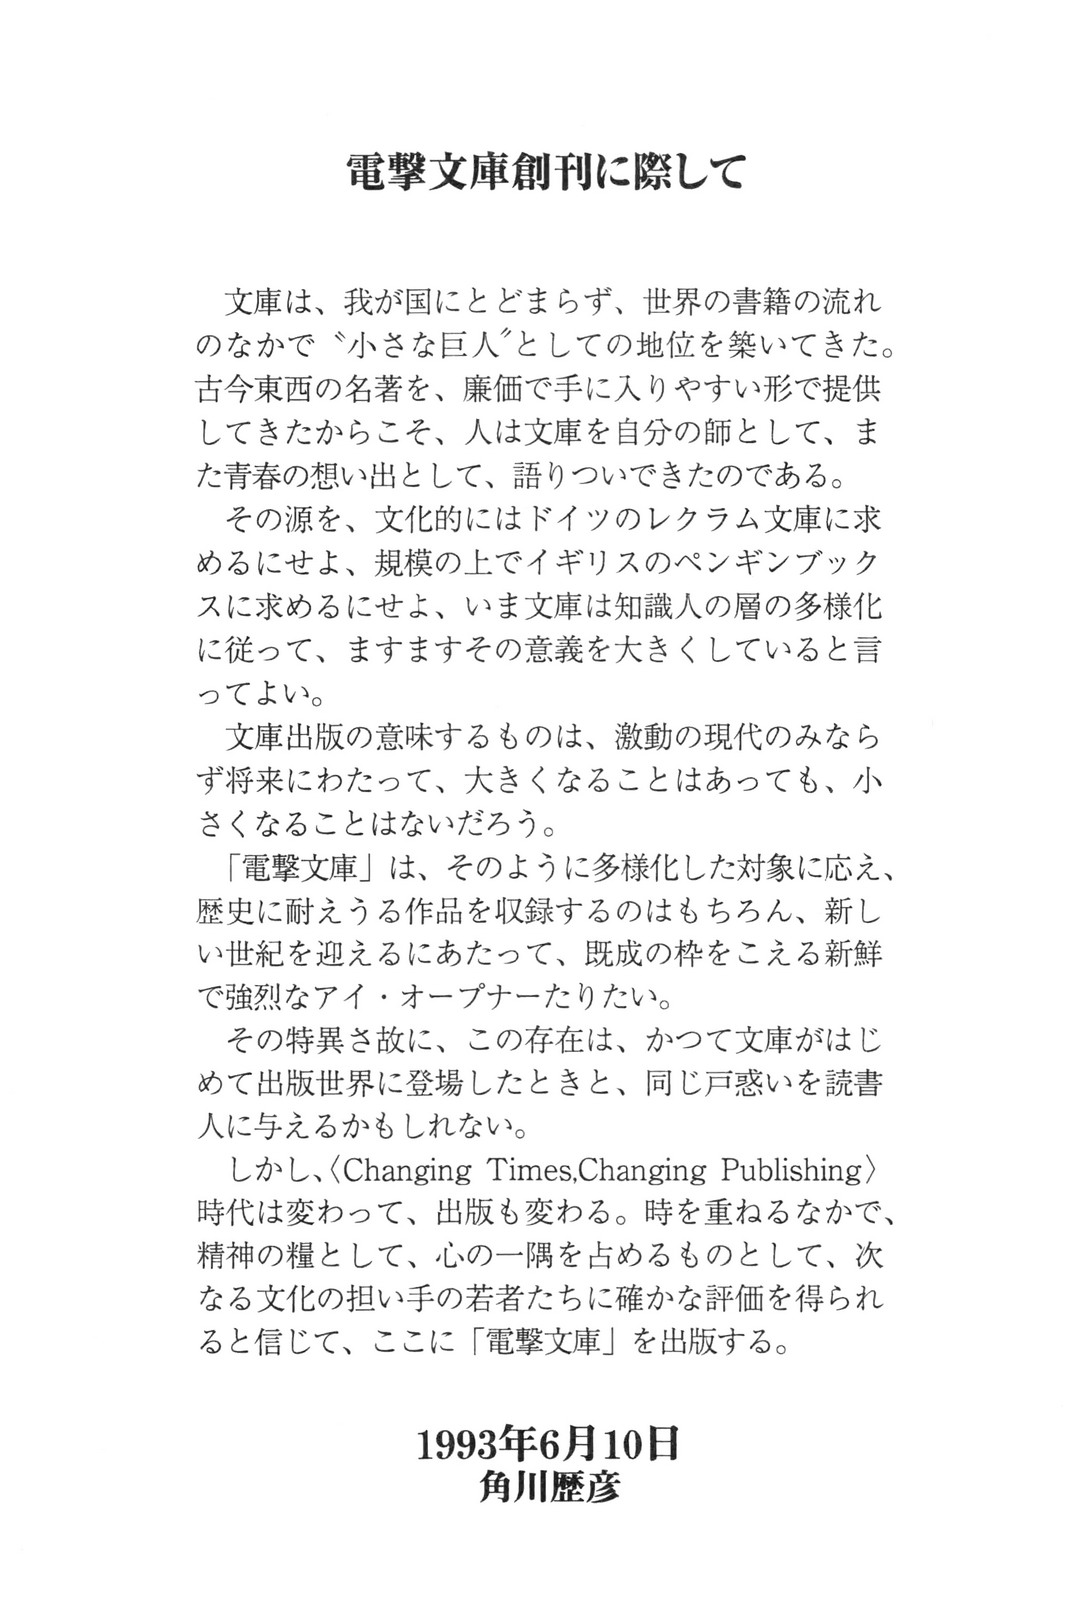 電撃文庫創刊に際して
文庫は、我が国にとどまらず、世界の書籍の流れ
のなかで〝小さな巨人〟としての地位を築いてきた。
古今東西の名著を、廉価で手に入りやすい形で提供
してきたからこそ、人は文庫を自分の師として、ま
た青春の想い出として、語りついできたのである。
その源を、文化的にはドイツのレクラム文庫に求
めるにせよ、規模の上でイギリスのペンギンブック
スに求めるにせよ、いま文庫は知識人の層の多様化
に従って、ますますその意義を大きくしていると言
ってよい。
文庫出版の意味するものは、激動の現代のみなら
ず将来にわたって、大きくなることはあっても、小
さくなることはないだろう。
「電撃文庫」は、そのように多様化した対象に応え、
歴史に耐えうる作品を収録するのはもちろん、新し
い世紀を迎えるにあたって、既成の枠をこえる新鮮
で強烈なアイ・オープナーたりたい。
その特異さ故に、この存在は、かつて文庫がはじ
めて出版世界に登場したときと、同じ戸惑いを読書
人に与えるかもしれない。
しかし、〈Changing Times,Changing Publishing〉
時代は変わって、出版も変わる。時を重ねるなかで、
精神の糧として、心の一隅を占めるものとして、次
なる文化の担い手の若者たちに確かな評価を得られ
ると信じて、ここに「電撃文庫」を出版する。
1993年6月10日
角川歴彦